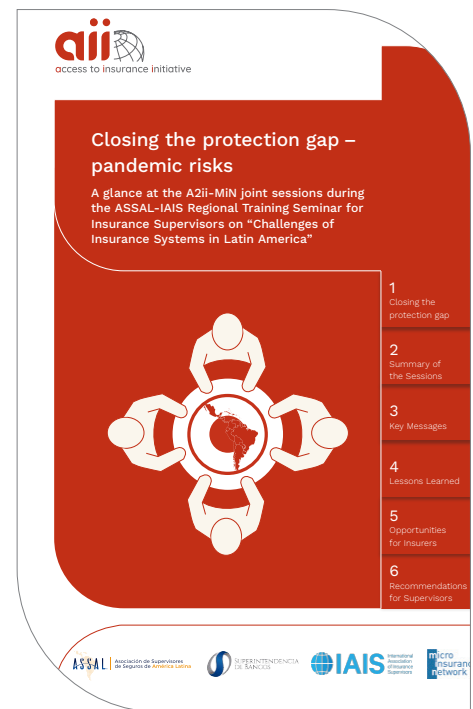 aii
access to insurance initiative
Closing the protection gap –
pandemic risks
A glance at the A2ii-MiN joint sessions during
the ASSAL-IAIS Regional Training Seminar for
Insurance Supervisors on “Challenges of
Insurance Systems in Latin America”
1
Closing the
protection gap
2
Summary of
the Sessions
3
Key Messages
4
Lessons Learned
5
Opportunities
for Insurers
6
Recommendations
for Supervisors
ASSAL
Asociación de Supervisores
de Seguros de América Latina
SUPERINTENDENCIA
DE BANCOS
IAIS
International
Association
of Insurance
Supervisors
micro
insuranc
network